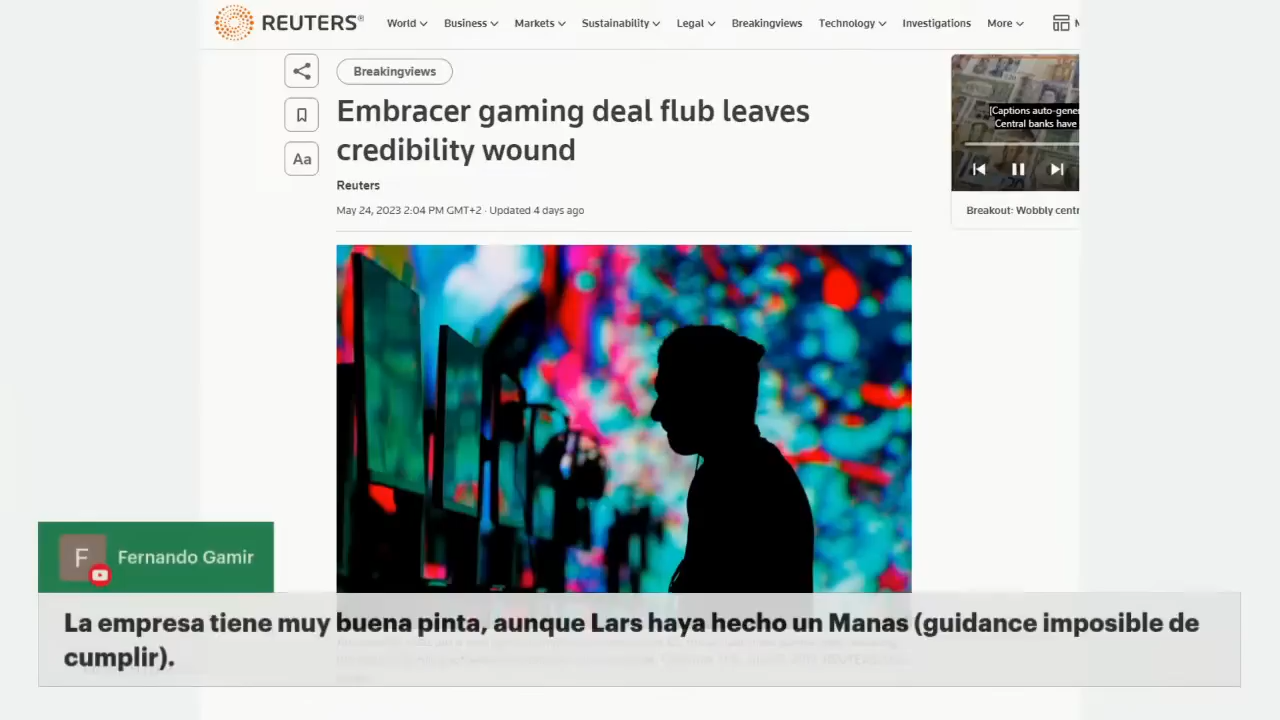 REUTERS®
World Business Markets Sustainability Legal Breakingviews Technology Investigations More
Breakingviews
Embracer gaming deal flub leaves
credibility wound
Aa
Reuters
May 24, 2023 2:04 PM GMT+2 · Updated 4 days ago
[Captions auto-gene
Central banks have
Breakout: Wobbly centr
F
Fernando Gamir
La empresa tiene muy buena pinta, aunque Lars haya hecho un Manas (guidance imposible de
cumplir).